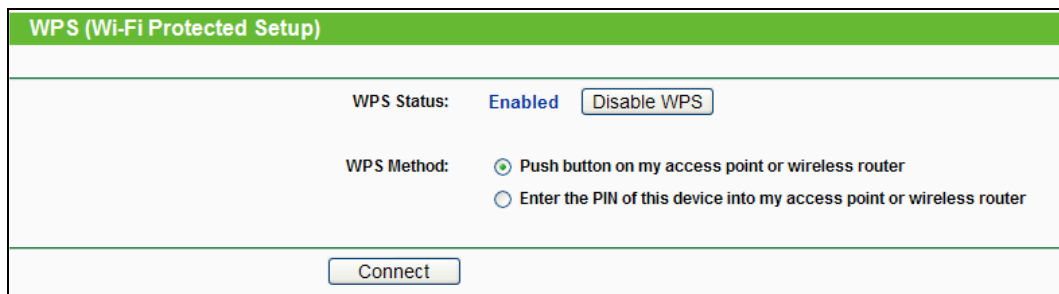 WPS (Wi-Fi Protected Setup)
WPS Status: Enabled Disable WPS
WPS Method: Push button on my access point or wireless router
Enter the PIN of this device into my access point or wireless router
Connect